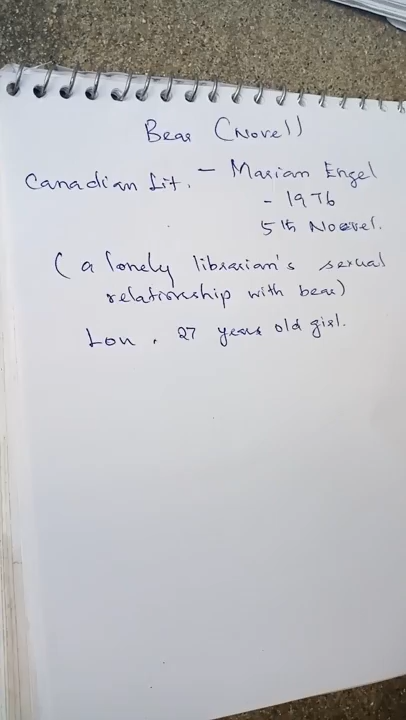 Bear (Novel)
Canadian Lit. - Marian Engel
- 1976
5th Noovel.
(a lonely librarian's sexual
relationship with bear)
Lou, 27 years old girl.